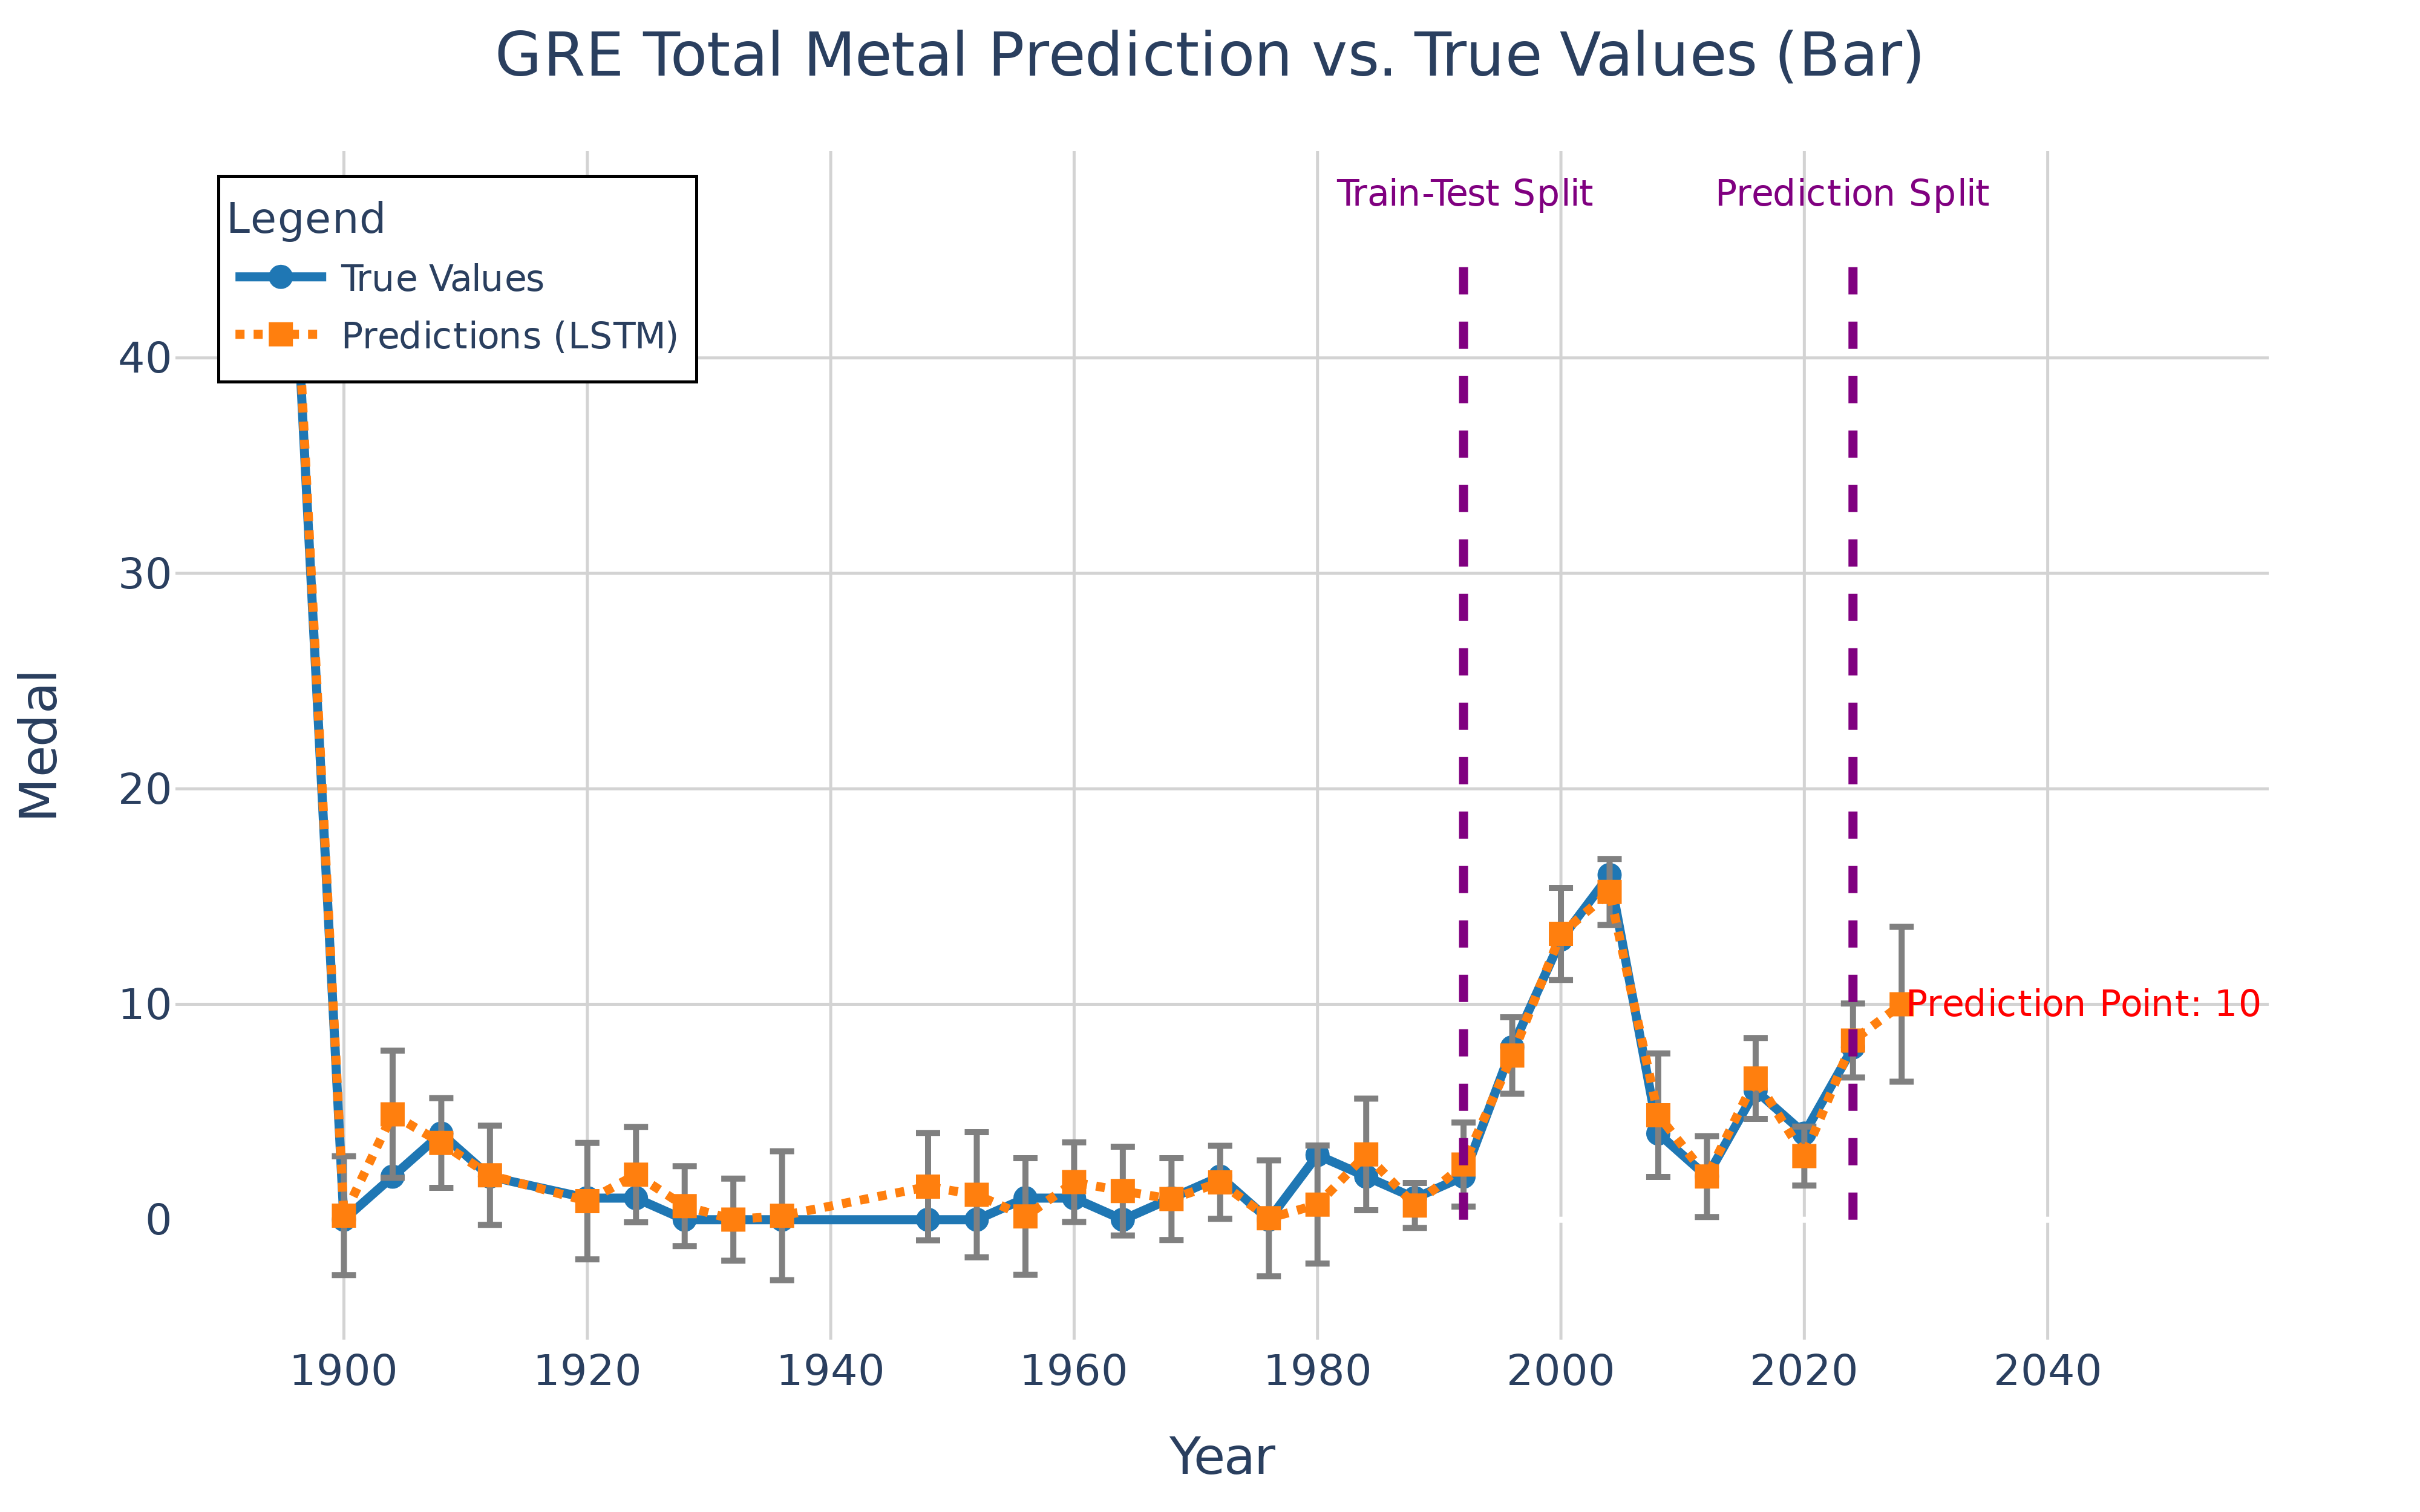 GRE Total Metal Prediction vs. True Values (Bar)
Legend
True Values
Predictions (LSTM)
Train-Test Split
Prediction Split
40
30
20
10
0
Medal
Prediction Point: 10
1900
1920
1940
1960
1980
2000
2020
2040
Year